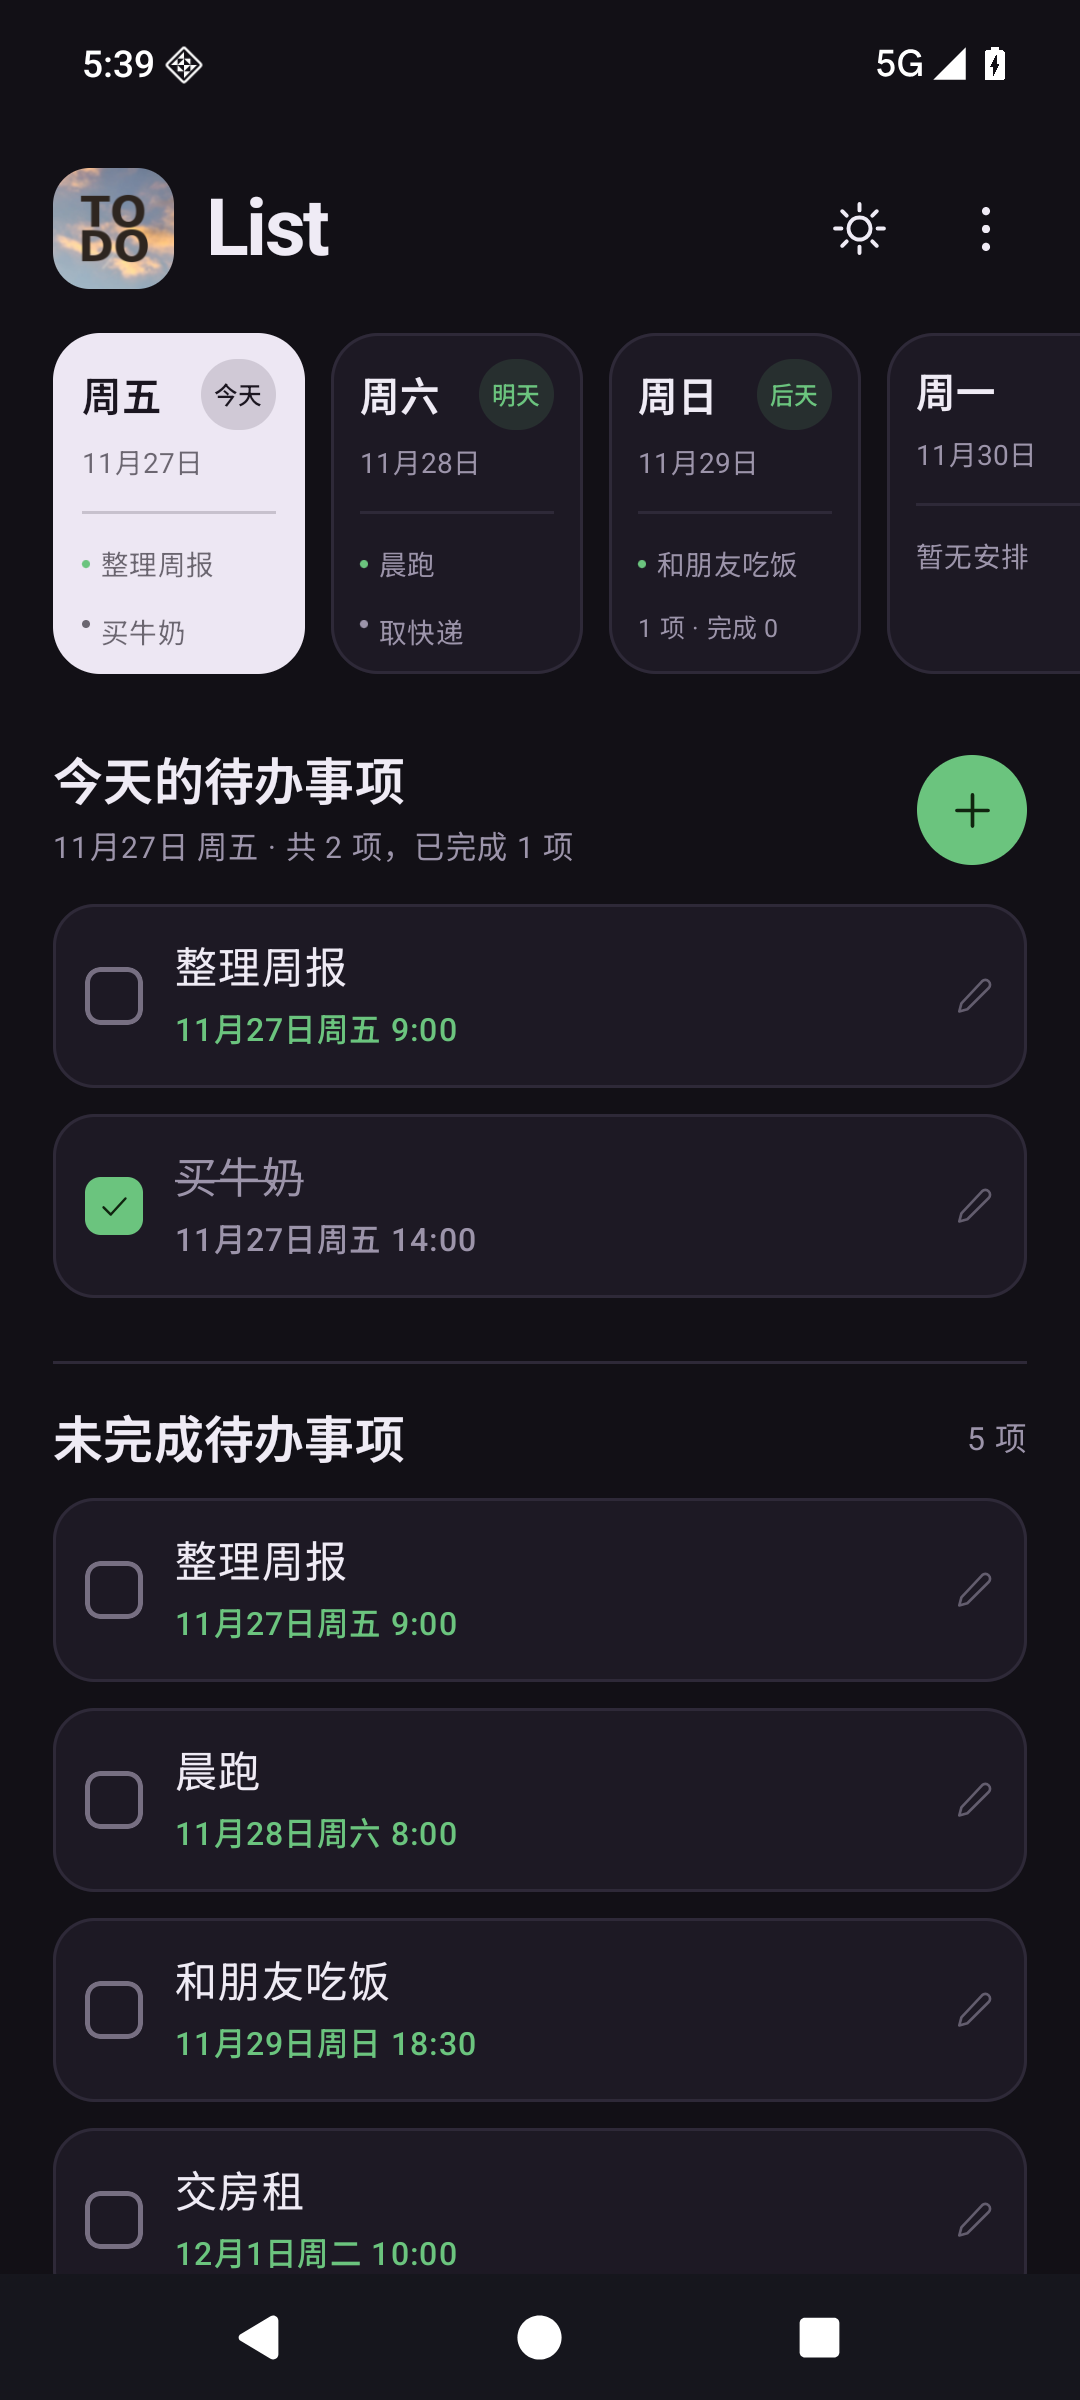 5:39
5G
TO
DO
List
周五 今天
11月27日
整理周报
买牛奶
周六 明天
11月28日
晨跑
取快递
周日 后天
11月29日
和朋友吃饭
1 项 · 完成 0
周一
11月30日
暂无安排
今天的待办事项
11月27日 周五 · 共 2 项，已完成 1 项
整理周报
11月27日周五 9:00
买牛奶
11月27日周五 14:00
未完成待办事项
5 项
整理周报
11月27日周五 9:00
晨跑
11月28日周六 8:00
和朋友吃饭
11月29日周日 18:30
交房租
12月1日周二 10:00